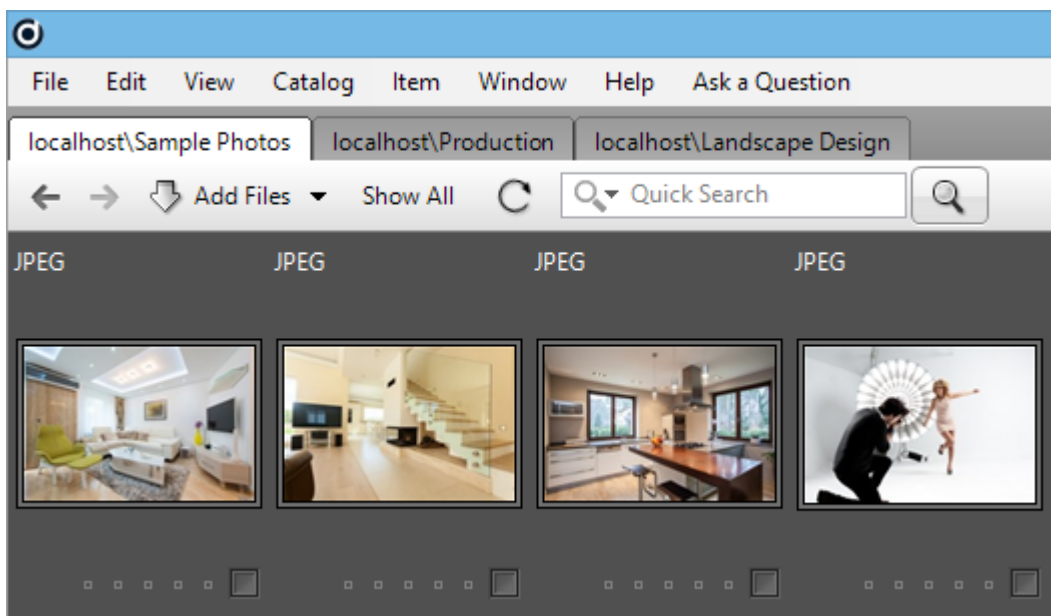 File Edit View Catalog Item Window Help Ask a Question
localhost\Sample Photos localhost\Production localhost\Landscape Design
Add Files Show All Quick Search
JPEG JPEG JPEG JPEG